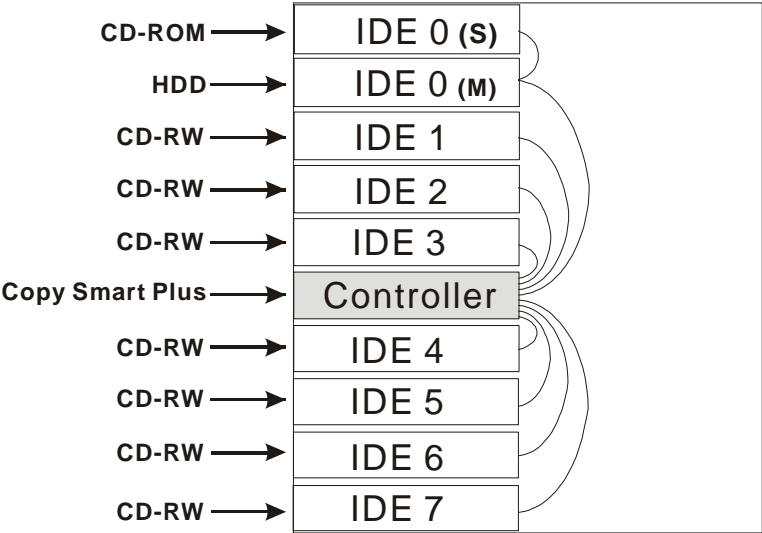 CD-ROM IDE 0 (S)
HDD IDE 0 (M)
CD-RW IDE 1
CD-RW IDE 2
CD-RW IDE 3
Copy Smart Plus Controller
CD-RW IDE 4
CD-RW IDE 5
CD-RW IDE 6
CD-RW IDE 7